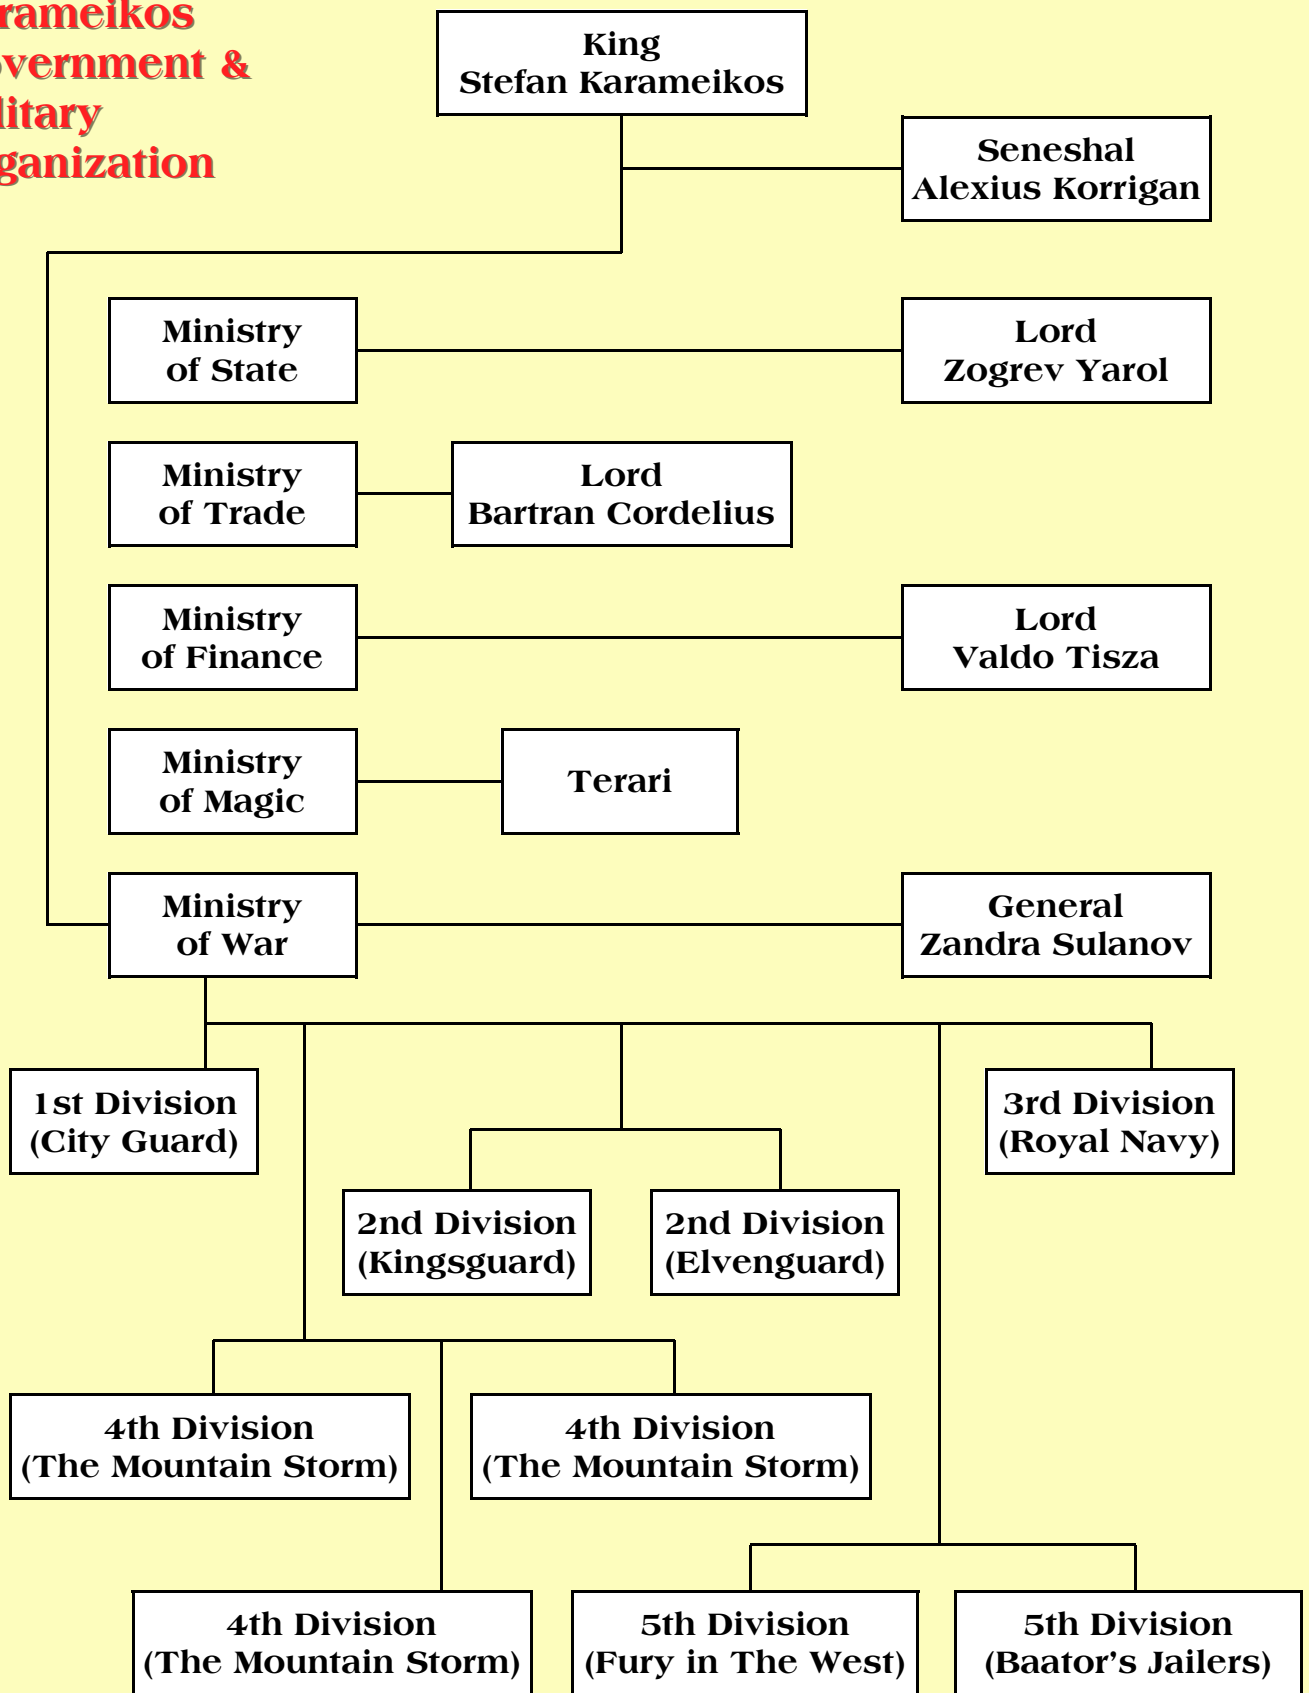 rameikos
vernment &
litary
ganization
King
Stefan Karameikos
Seneshal
Alexius Korrigan
Ministry
of State
Lord
Zogrev Yarol
Ministry
of Trade
Lord
Bartran Cordelius
Ministry
of Finance
Lord
Valdo Tisza
Ministry
of Magic
Terari
Ministry
of War
General
Zandra Sulanov
1st Division
(City Guard)
3rd Division
(Royal Navy)
2nd Division
(Kingsguard)
2nd Division
(Elvenguard)
4th Division
(The Mountain Storm)
4th Division
(The Mountain Storm)
4th Division
(The Mountain Storm)
5th Division
(Fury in The West)
5th Division
(Baator's Jailers)